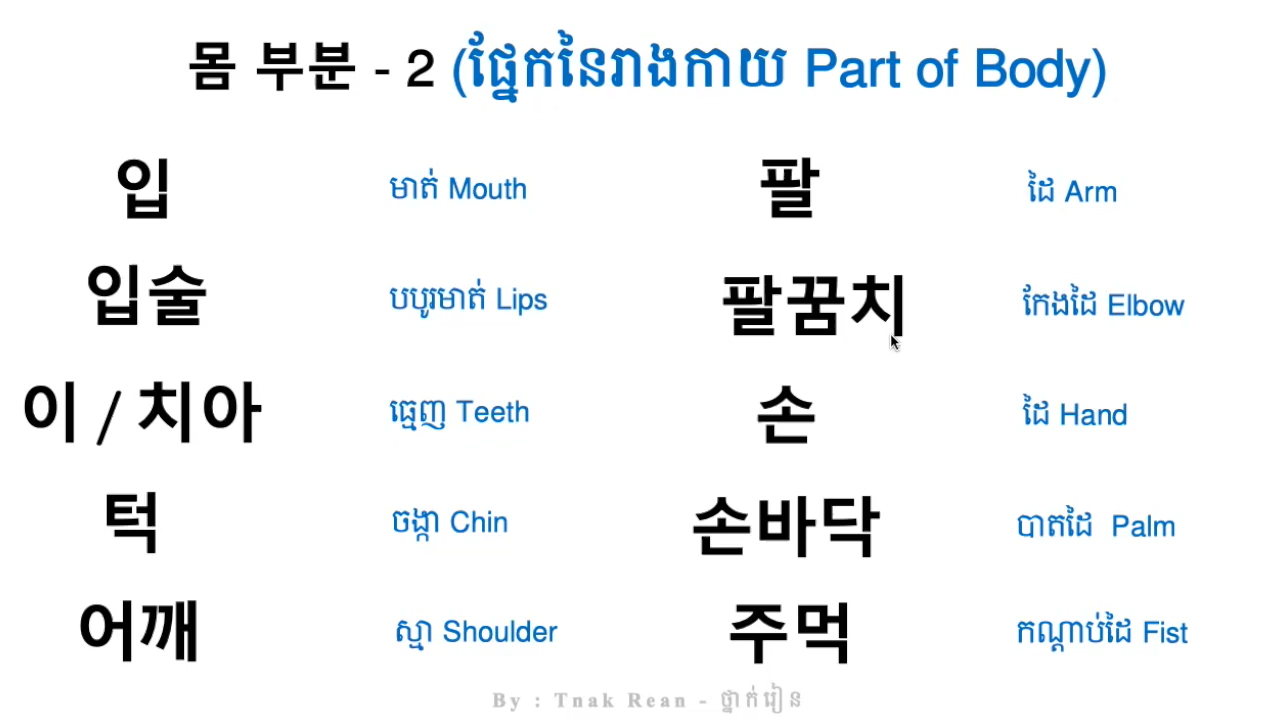 몸 부분 - 2 (ផ្នែកនៃរាងកាយ Part of Body)
입 មាត់ Mouth 팔 ដៃ Arm
입술 បបូរមាត់ Lips 팔꿈치 កែងដៃ Elbow
이 / 치아 ធ្មេញ Teeth 손 ដៃ Hand
턱 ចង្កា Chin 손바닥 បាតដៃ Palm
어깨 ស្មា Shoulder 주먹 កណ្ដាប់ដៃ Fist
By : Tnak Rean - ថ្នាក់រៀន